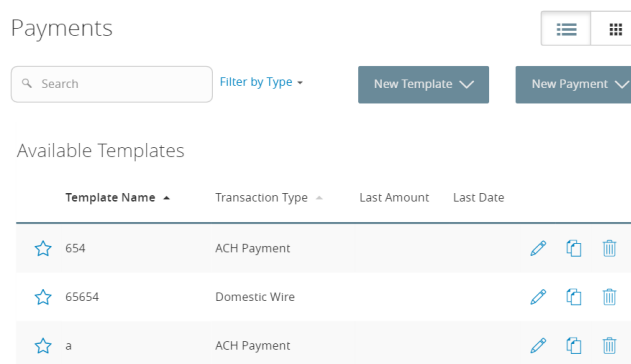 Payments
Search
Filter by Type
New Template
New Payment
Available Templates
Template Name
Transaction Type
Last Amount
Last Date
654
ACH Payment
65654
Domestic Wire
a
ACH Payment